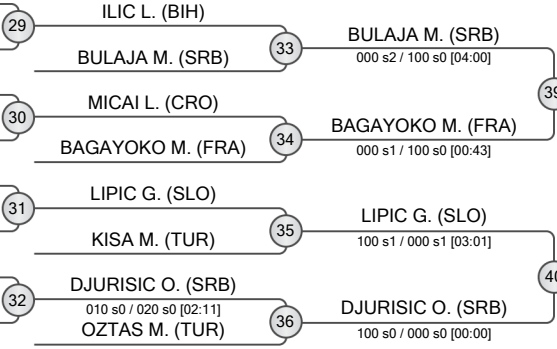 29
ILIC L. (BIH)
BULAJA M. (SRB)
33
BULAJA M. (SRB)
000 s2 / 100 s0 [04:00]
30
MICAI L. (CRO)
BAGAYOKO M. (FRA)
34
BAGAYOKO M. (FRA)
000 s1 / 100 s0 [00:43]
39
31
LIPIC G. (SLO)
KISA M. (TUR)
35
LIPIC G. (SLO)
100 s1 / 000 s1 [03:01]
32
DJURISIC O. (SRB)
010 s0 / 020 s0 [02:11]
OZTAS M. (TUR)
36
DJURISIC O. (SRB)
100 s0 / 000 s0 [00:00]
40